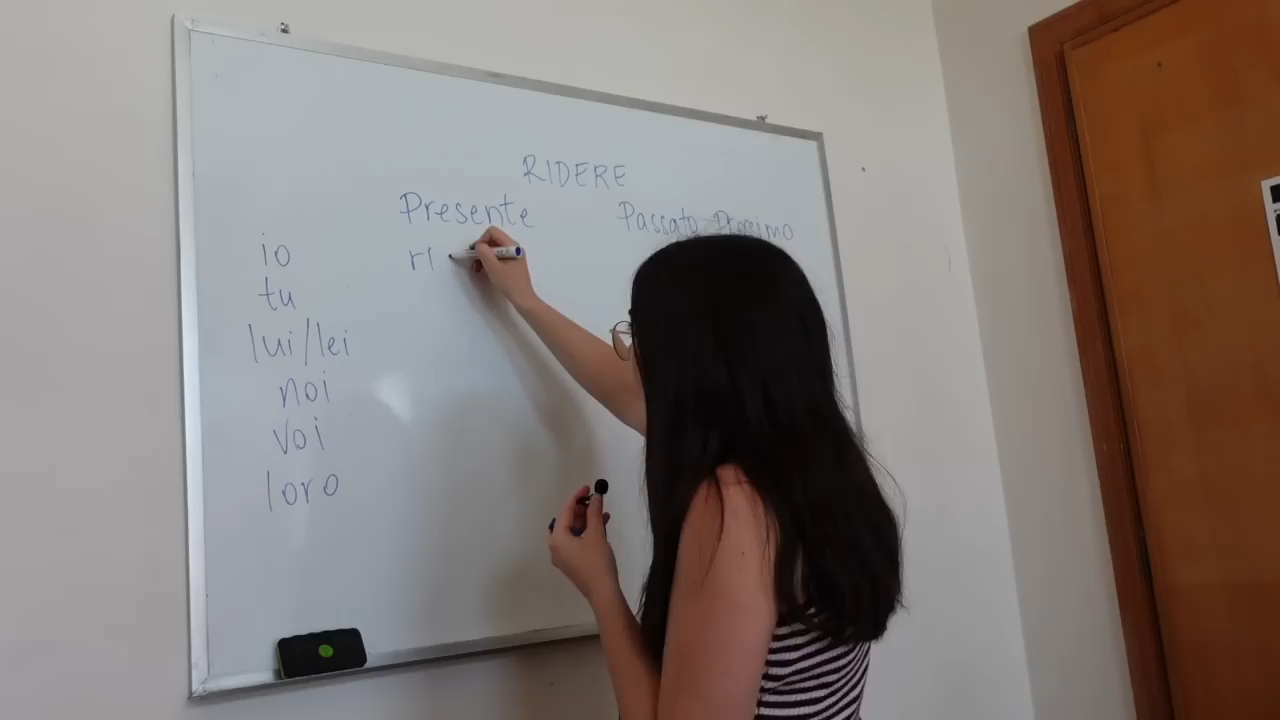 RIDERE
Presente Passato Prossimo
io ri
tu
lui/lei
noi
voi
loro